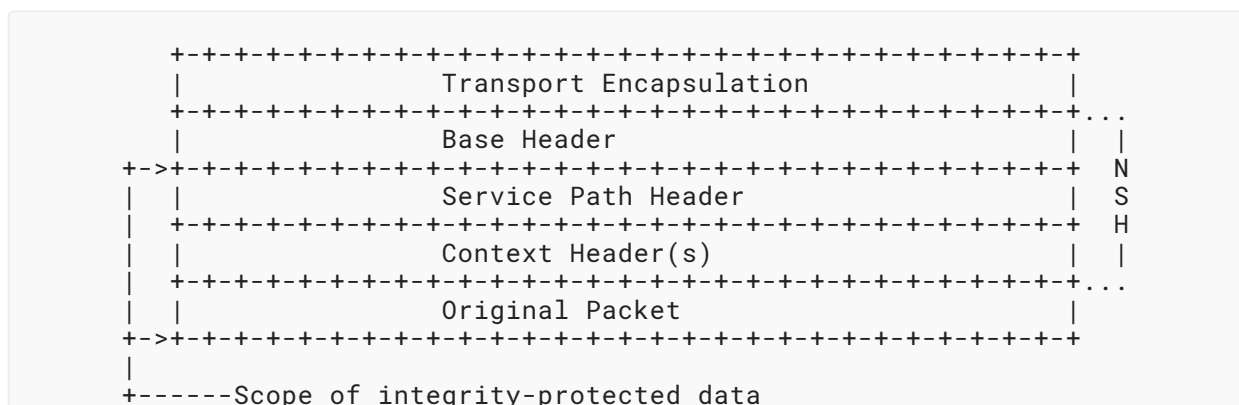 +-+-+-+-+-+-+-+-+-+-+-+-+-+-+-+-+-+-+-+-+-+-+-+-+-+-+-+-+
| Transport Encapsulation |
+-+-+-+-+-+-+-+-+-+-+-+-+-+-+-+-+-+-+-+-+-+-+-+-+-+-+-+-+...
| Base Header | |
+->+-+-+-+-+-+-+-+-+-+-+-+-+-+-+-+-+-+-+-+-+-+-+-+-+-+-+-+-+ N
| | Service Path Header | S
| +-+-+-+-+-+-+-+-+-+-+-+-+-+-+-+-+-+-+-+-+-+-+-+-+-+-+-+-+ H
| | Context Header(s) | |
| +-+-+-+-+-+-+-+-+-+-+-+-+-+-+-+-+-+-+-+-+-+-+-+-+-+-+-+-+...
| | Original Packet |
+->+-+-+-+-+-+-+-+-+-+-+-+-+-+-+-+-+-+-+-+-+-+-+-+-+-+-+-+-+
|
+------Scope of integrity-protected data